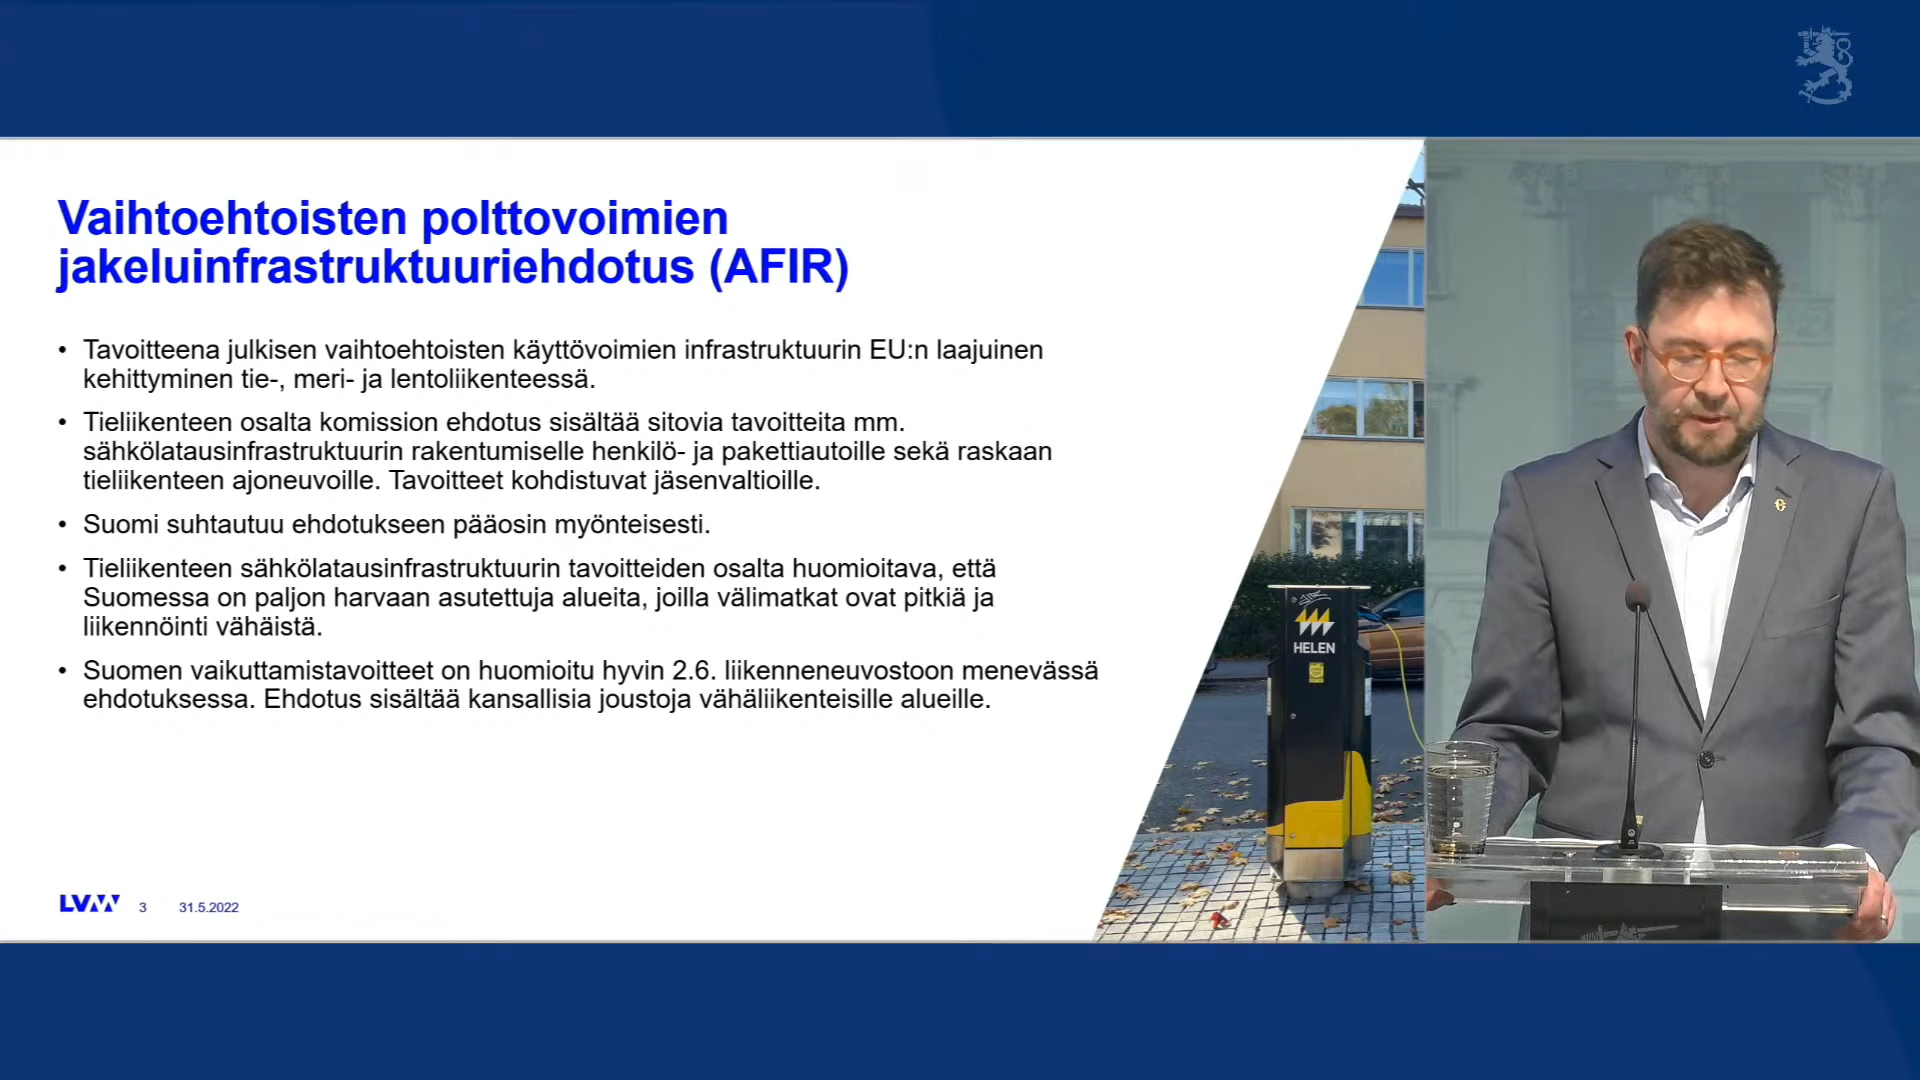 Vaihtoehtoisten polttovoimien
jakeluinfrastruktuuriehdotus (AFIR)
• Tavoitteena julkisen vaihtoehtoisten käyttövoimien infrastruktuurin EU:n laajuinen
kehittyminen tie-, meri- ja lentoliikenteessä.
• Tieliikenteen osalta komission ehdotus sisältää sitovia tavoitteita mm.
sähkölatausinfrastruktuurin rakentumiselle henkilö- ja pakettiautoille sekä raskaan
tieliikenteen ajoneuvoille. Tavoitteet kohdistuvat jäsenvaltioille.
• Suomi suhtautuu ehdotukseen pääosin myönteisesti.
• Tieliikenteen sähkölatausinfrastruktuurin tavoitteiden osalta huomioitava, että
Suomessa on paljon harvaan asutettuja alueita, joilla välimatkat ovat pitkiä ja
liikennöinti vähäistä.
• Suomen vaikuttamistavoitteet on huomioitu hyvin 2.6. liikenneneuvostoon menevässä
ehdotuksessa. Ehdotus sisältää kansallisia joustoja vähäliikenteisille alueille.
HELEN
LVM 3 31.5.2022